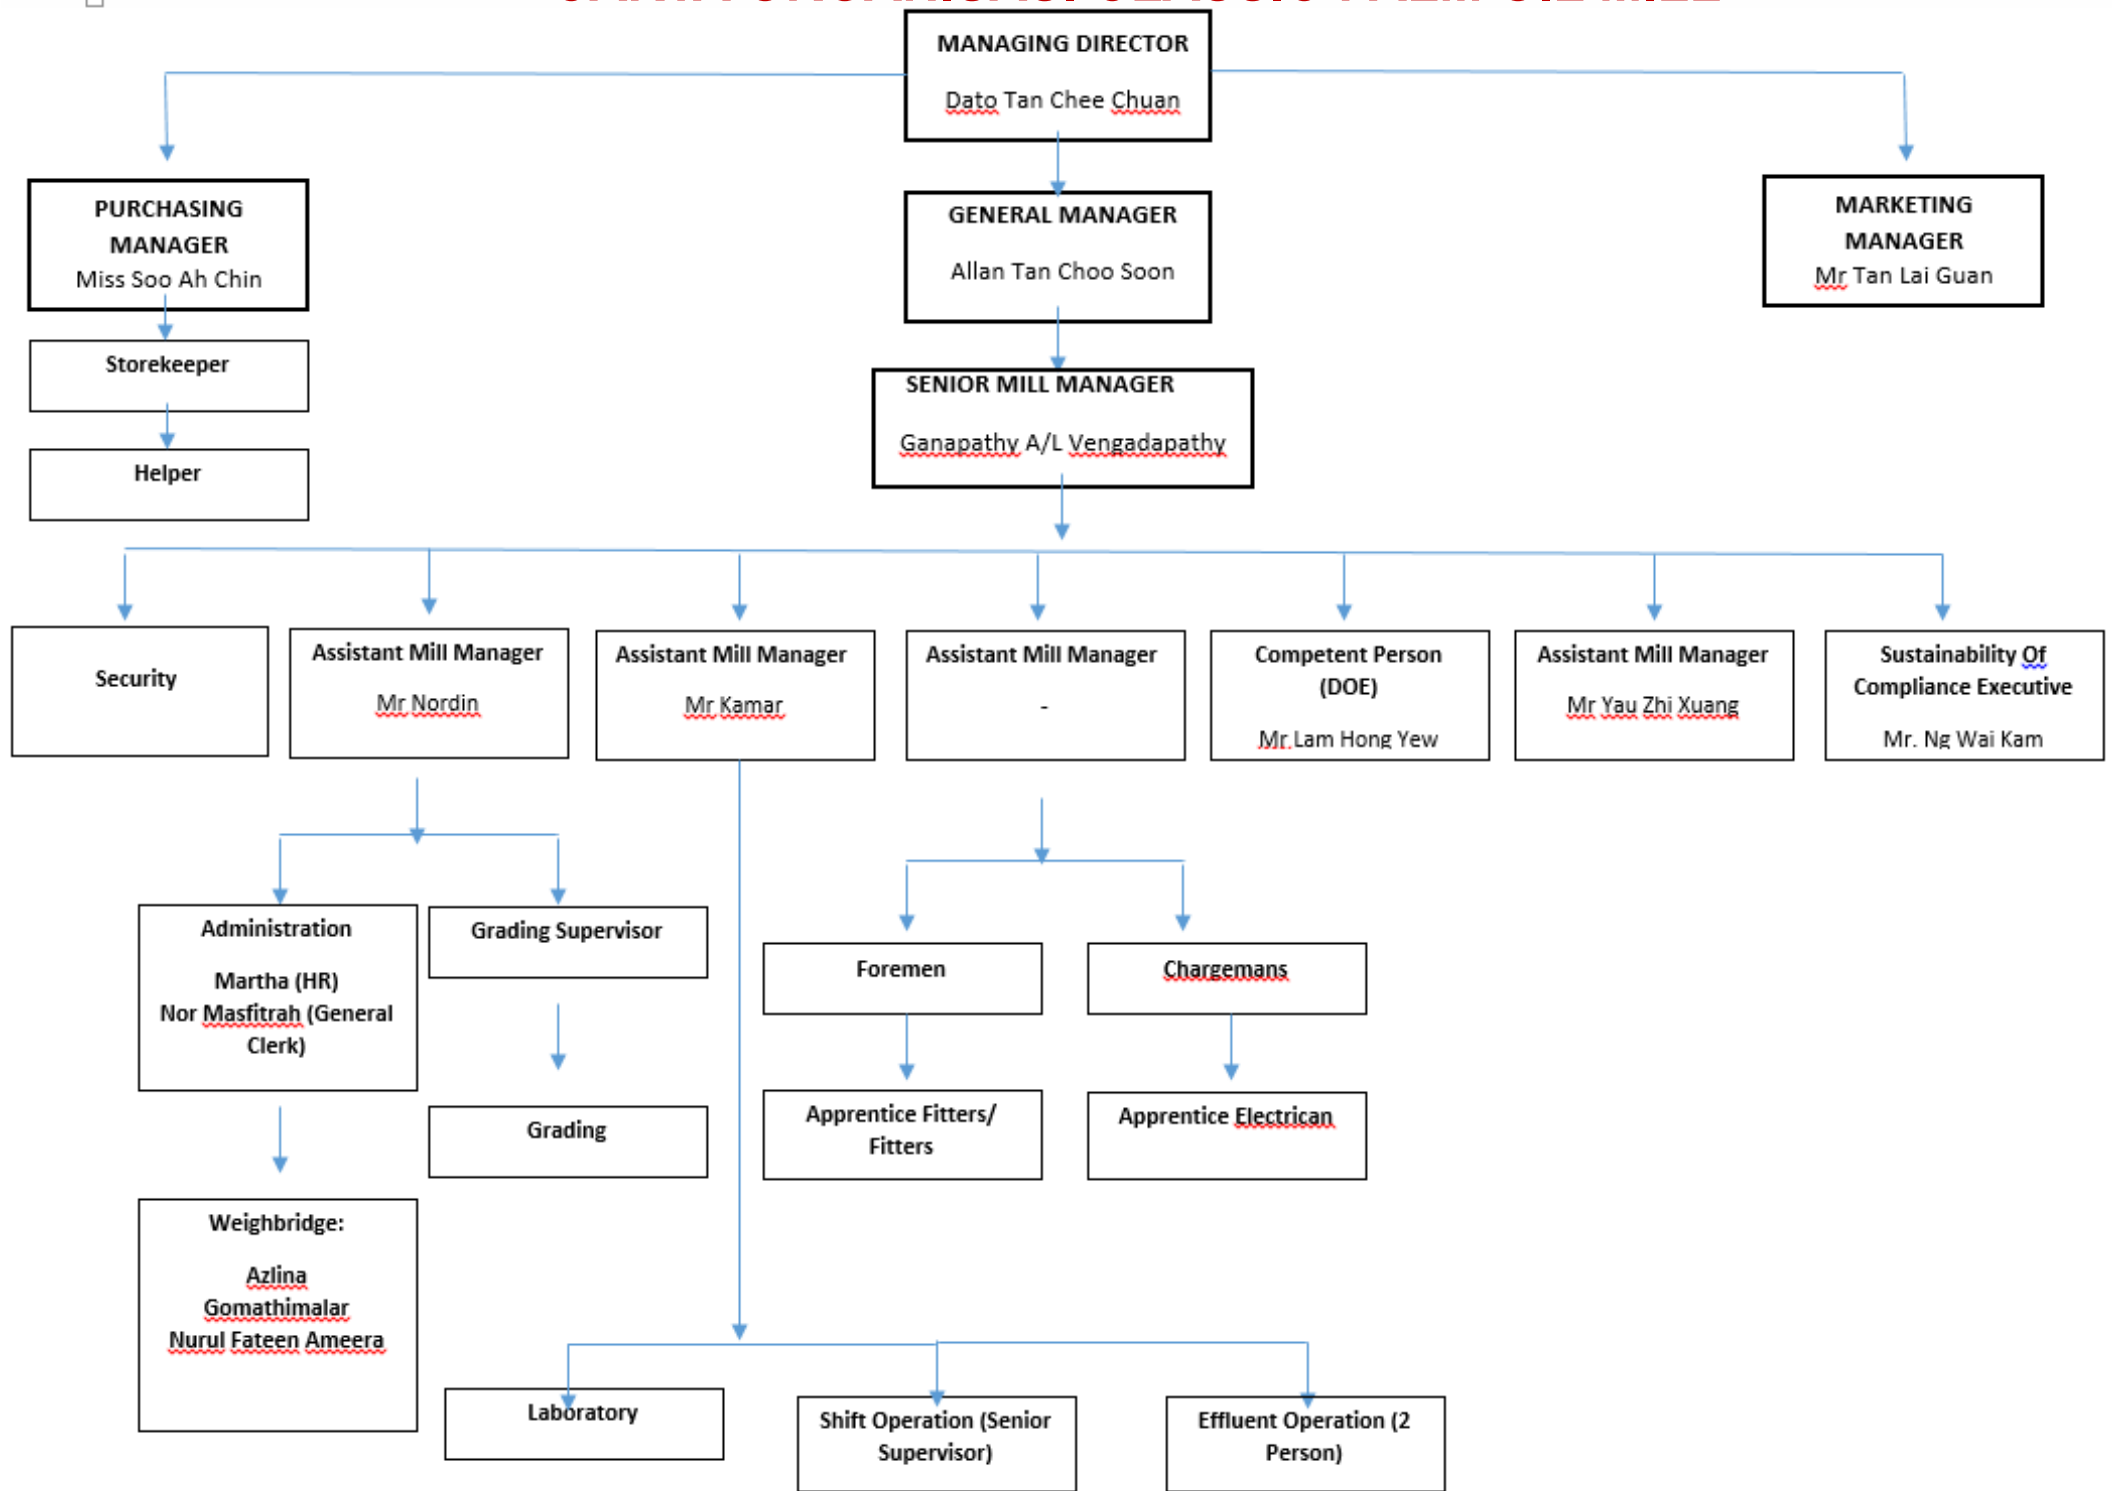 MANAGING DIRECTOR
Dato Tan Chee Chuan
PURCHASING
MANAGER
Miss Soo Ah Chin
GENERAL MANAGER
Allan Tan Choo Soon
MARKETING
MANAGER
Mr Tan Lai Guan
Storekeeper
Helper
SENIOR MILL MANAGER
Ganapathy A/L Vengadapathy
Security
Assistant Mill Manager
Mr Nordin
Assistant Mill Manager
Mr Kamar
Assistant Mill Manager
-
Competent Person
(DOE)
Mr Lam Hong Yew
Assistant Mill Manager
Mr Yau Zhi Xuang
Sustainability Of
Compliance Executive
Mr. Ng Wai Kam
Administration
Martha (HR)
Nor Masfitrah (General
Clerk)
Grading Supervisor
Grading
Foremen
Chargemans
Apprentice Fitters/
Fitters
Apprentice Electrican
Weighbridge:
Azlina
Gomathimalar
Nurul Fateen Ameera
Laboratory
Shift Operation (Senior
Supervisor)
Effluent Operation (2
Person)